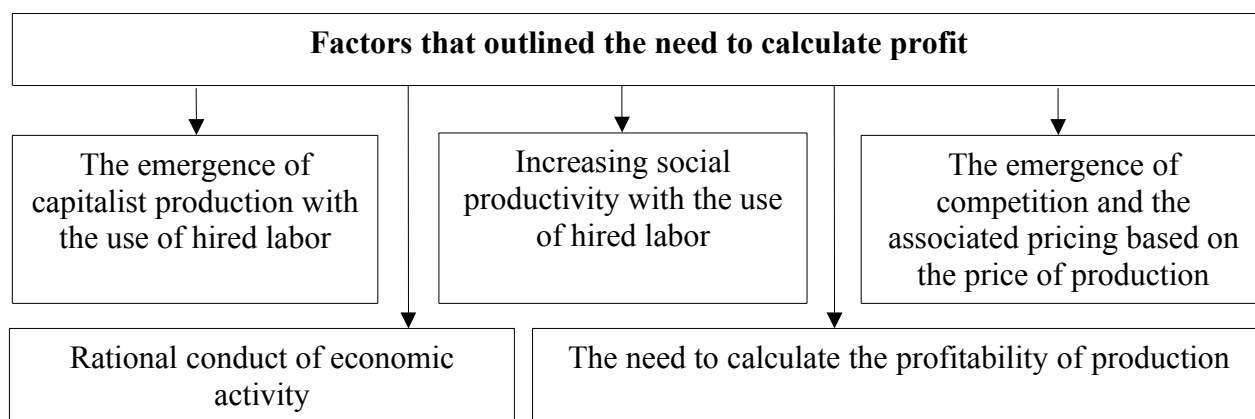 Factors that outlined the need to calculate profit
The emergence of
capitalist production with
the use of hired labor
Increasing social
productivity with the use
of hired labor
The emergence of
competition and the
associated pricing based on
the price of production
Rational conduct of economic
activity
The need to calculate the profitability of production